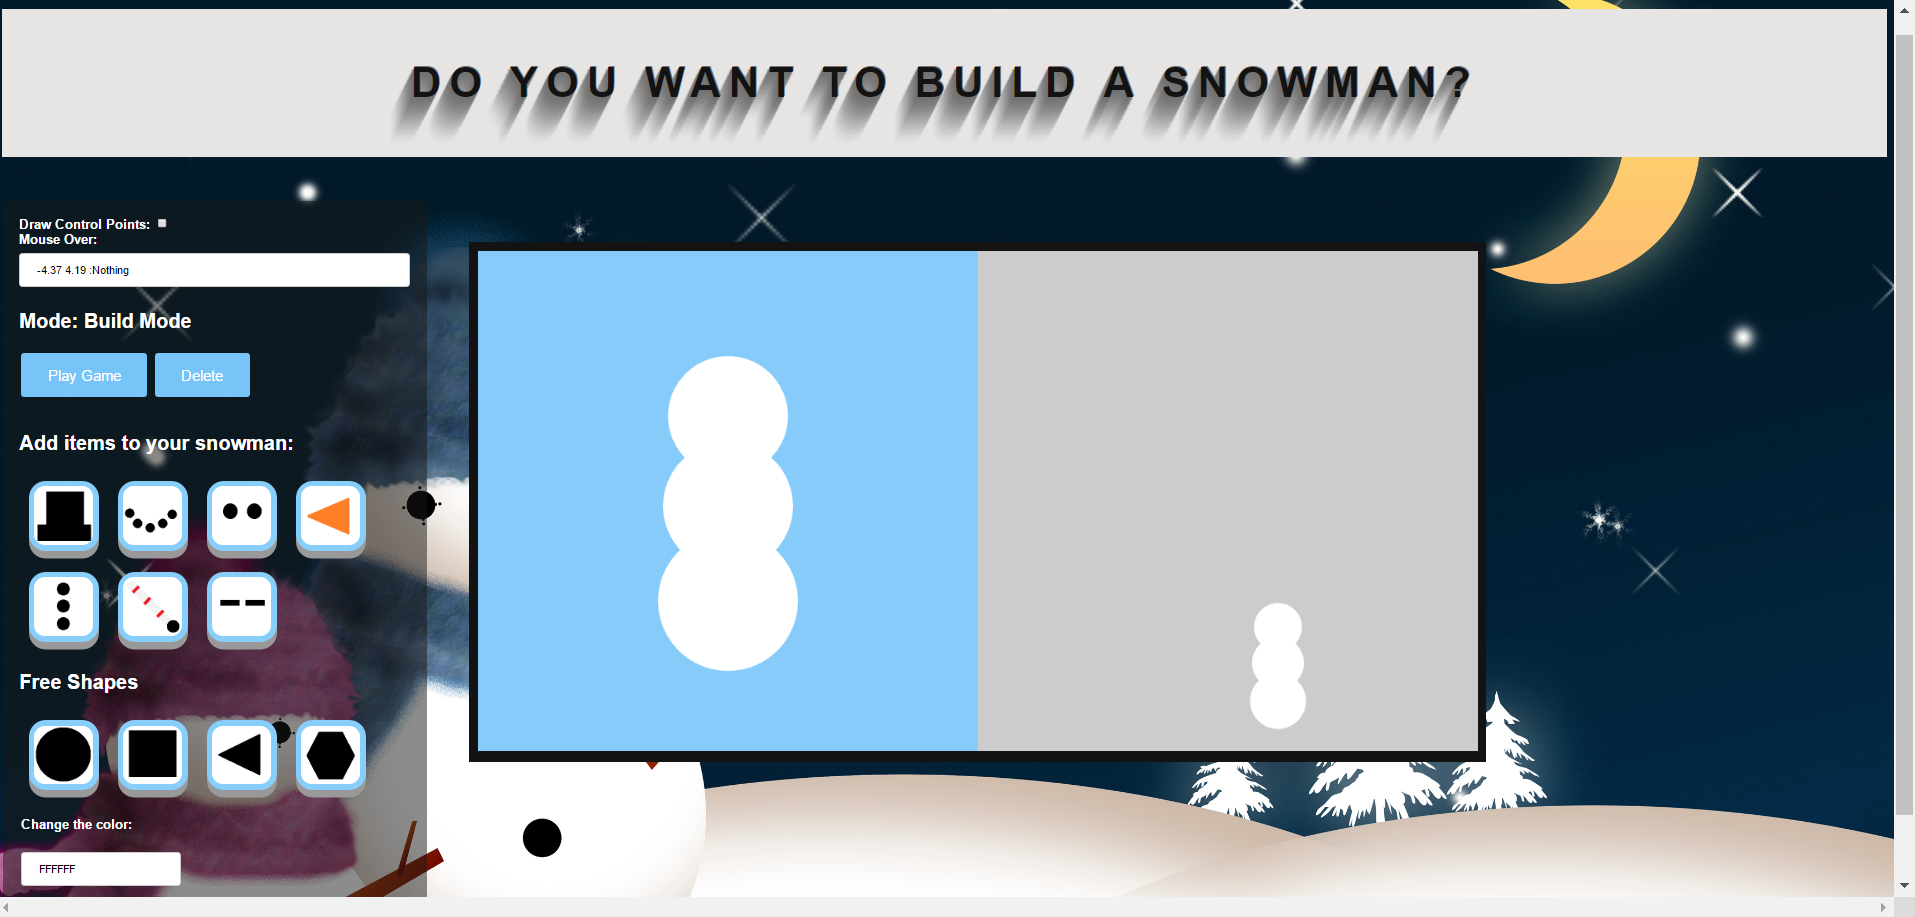 DO YOU WANT TO BUILD A SNOWMAN?
Draw Control Points:
Mouse Over:
-4.37 4.19 :Nothing
Mode: Build Mode
Play Game
Delete
Add items to your snowman:
Free Shapes
Change the color:
FFFFFF